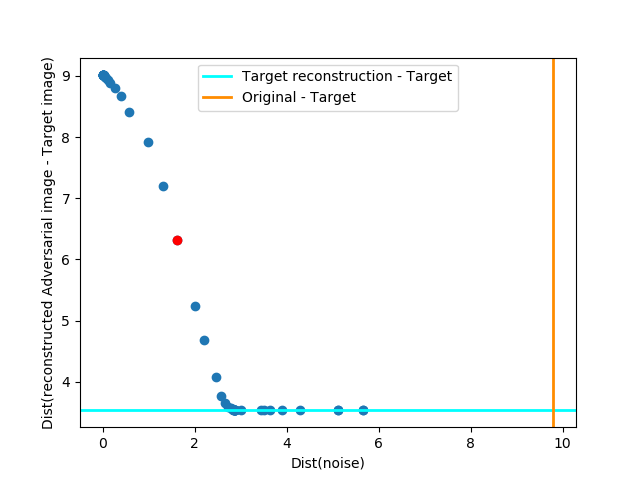 Target reconstruction - Target
Original - Target
Dist(reconstructed Adversarial image - Target image)
9
8
7
6
5
4
0 2 4 6 8 10
Dist(noise)